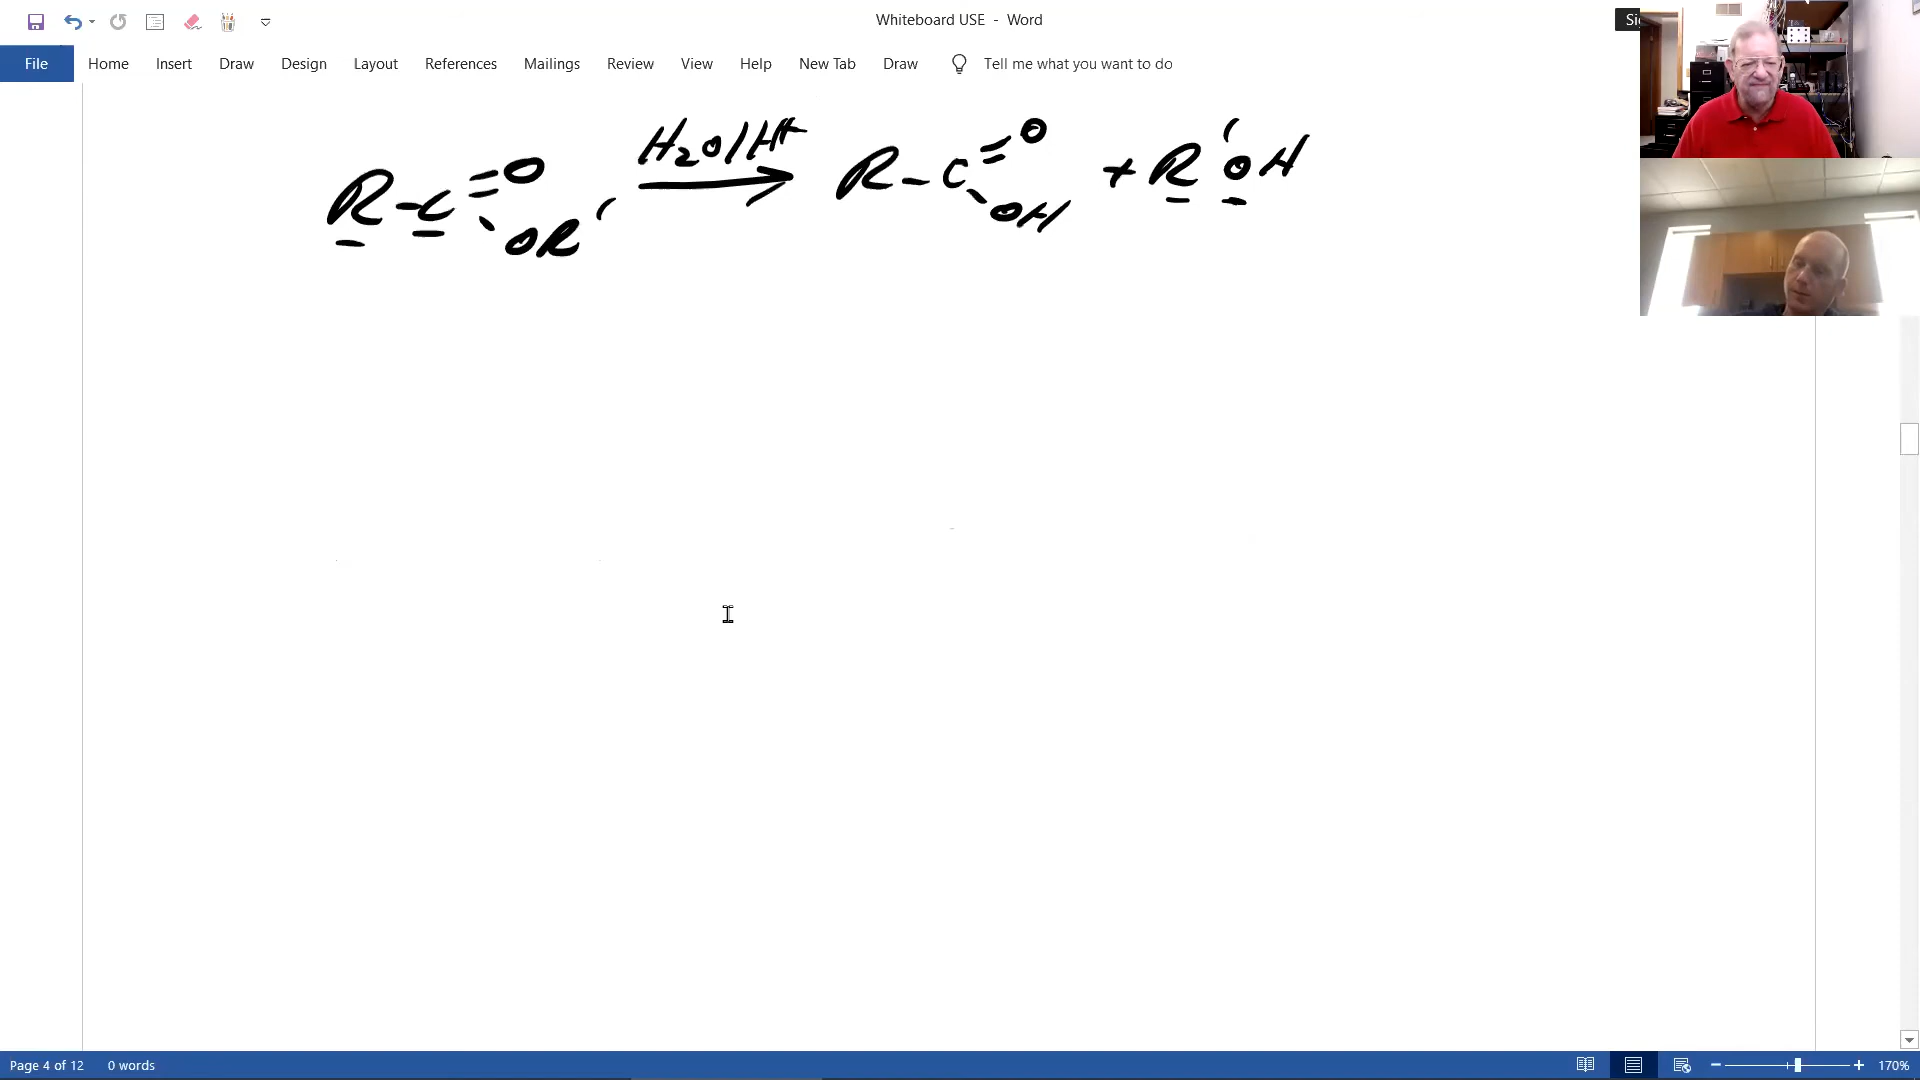 Whiteboard USE - Word
File Home Insert Draw Design Layout References Mailings Review View Help New Tab Draw Tell me what you want to do
R-C=O OR' H2O/H+ R-C=O OH + R'OH
Page 4 of 12 0 words 170%